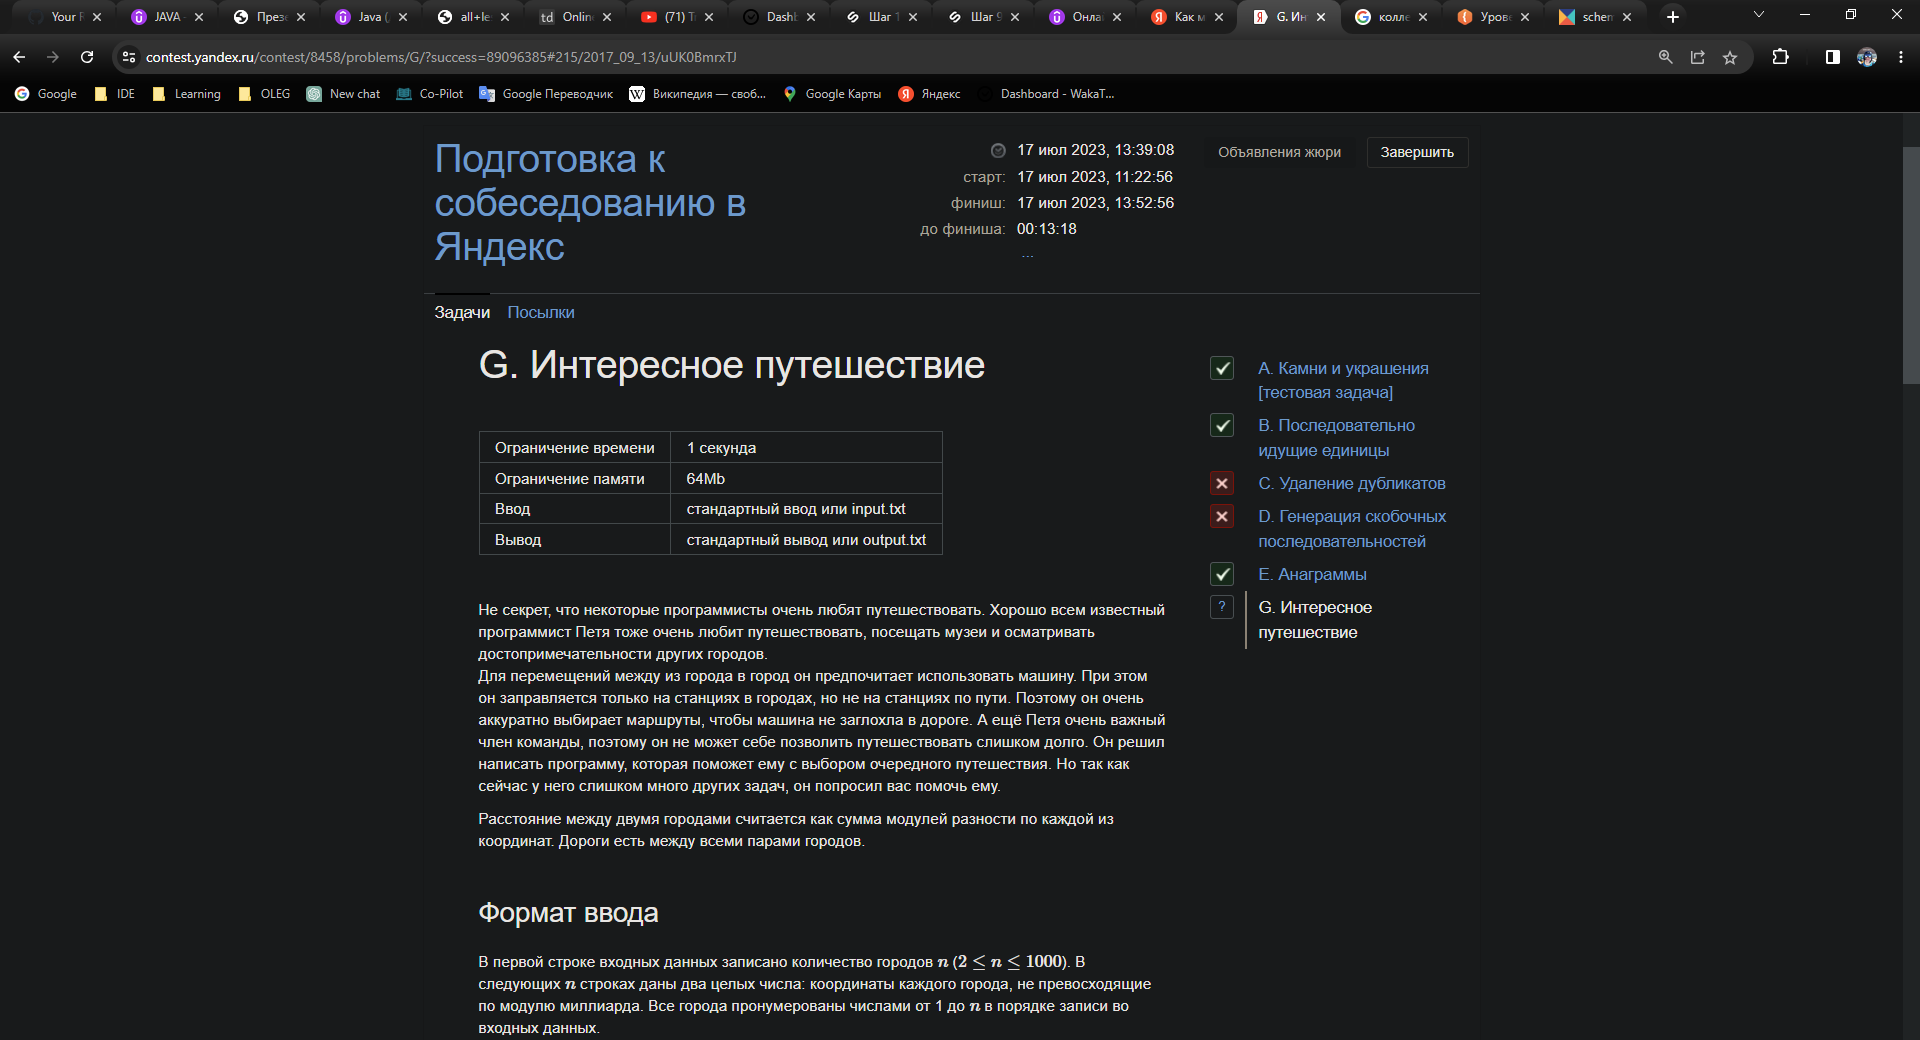 Your F
JAVA
Презе
Java (
all+le
td Onlin
(71) Т
Dashb
Шаг 1
Шаг 9
Онла
Как м
G. Ин
колле
Урове
schem
contest.yandex.ru/contest/8458/problems/G/?success=89096385#215/2017_09_13/uUK0BmrxTJ
Google
IDE
Learning
OLEG
New chat
Co-Pilot
Google Переводчик
W Википедия — своб...
Google Карты
Я Яндекс
Dashboard - WakaT...
Подготовка к
собеседованию в
Яндекс
17 июл 2023, 13:39:08
старт: 17 июл 2023, 11:22:56
финиш: 17 июл 2023, 13:52:56
до финиша: 00:13:18
...
Объявления жюри
Завершить
Задачи Посылки
G. Интересное путешествие
Ограничение времени 1 секунда
Ограничение памяти 64Mb
Ввод стандартный ввод или input.txt
Вывод стандартный вывод или output.txt
Не секрет, что некоторые программисты очень любят путешествовать. Хорошо всем известный
программист Петя тоже очень любит путешествовать, посещать музеи и осматривать
достопримечательности других городов.
Для перемещений между из города в город он предпочитает использовать машину. При этом
он заправляется только на станциях в городах, но не на станциях по пути. Поэтому он очень
аккуратно выбирает маршруты, чтобы машина не заглохла в дороге. А ещё Петя очень важный
член команды, поэтому он не может себе позволить путешествовать слишком долго. Он решил
написать программу, которая поможет ему с выбором очередного путешествия. Но так как
сейчас у него слишком много других задач, он попросил вас помочь ему.
Расстояние между двумя городами считается как сумма модулей разности по каждой из
координат. Дороги есть между всеми парами городов.
Формат ввода
В первой строке входных данных записано количество городов n (2 ≤ n ≤ 1000). В
следующих n строках даны два целых числа: координаты каждого города, не превосходящие
по модулю миллиарда. Все города пронумерованы числами от 1 до n в порядке записи во
входных данных.
A. Камни и украшения
[тестовая задача]
B. Последовательно
идущие единицы
C. Удаление дубликатов
D. Генерация скобочных
последовательностей
E. Анаграммы
? G. Интересное
путешествие